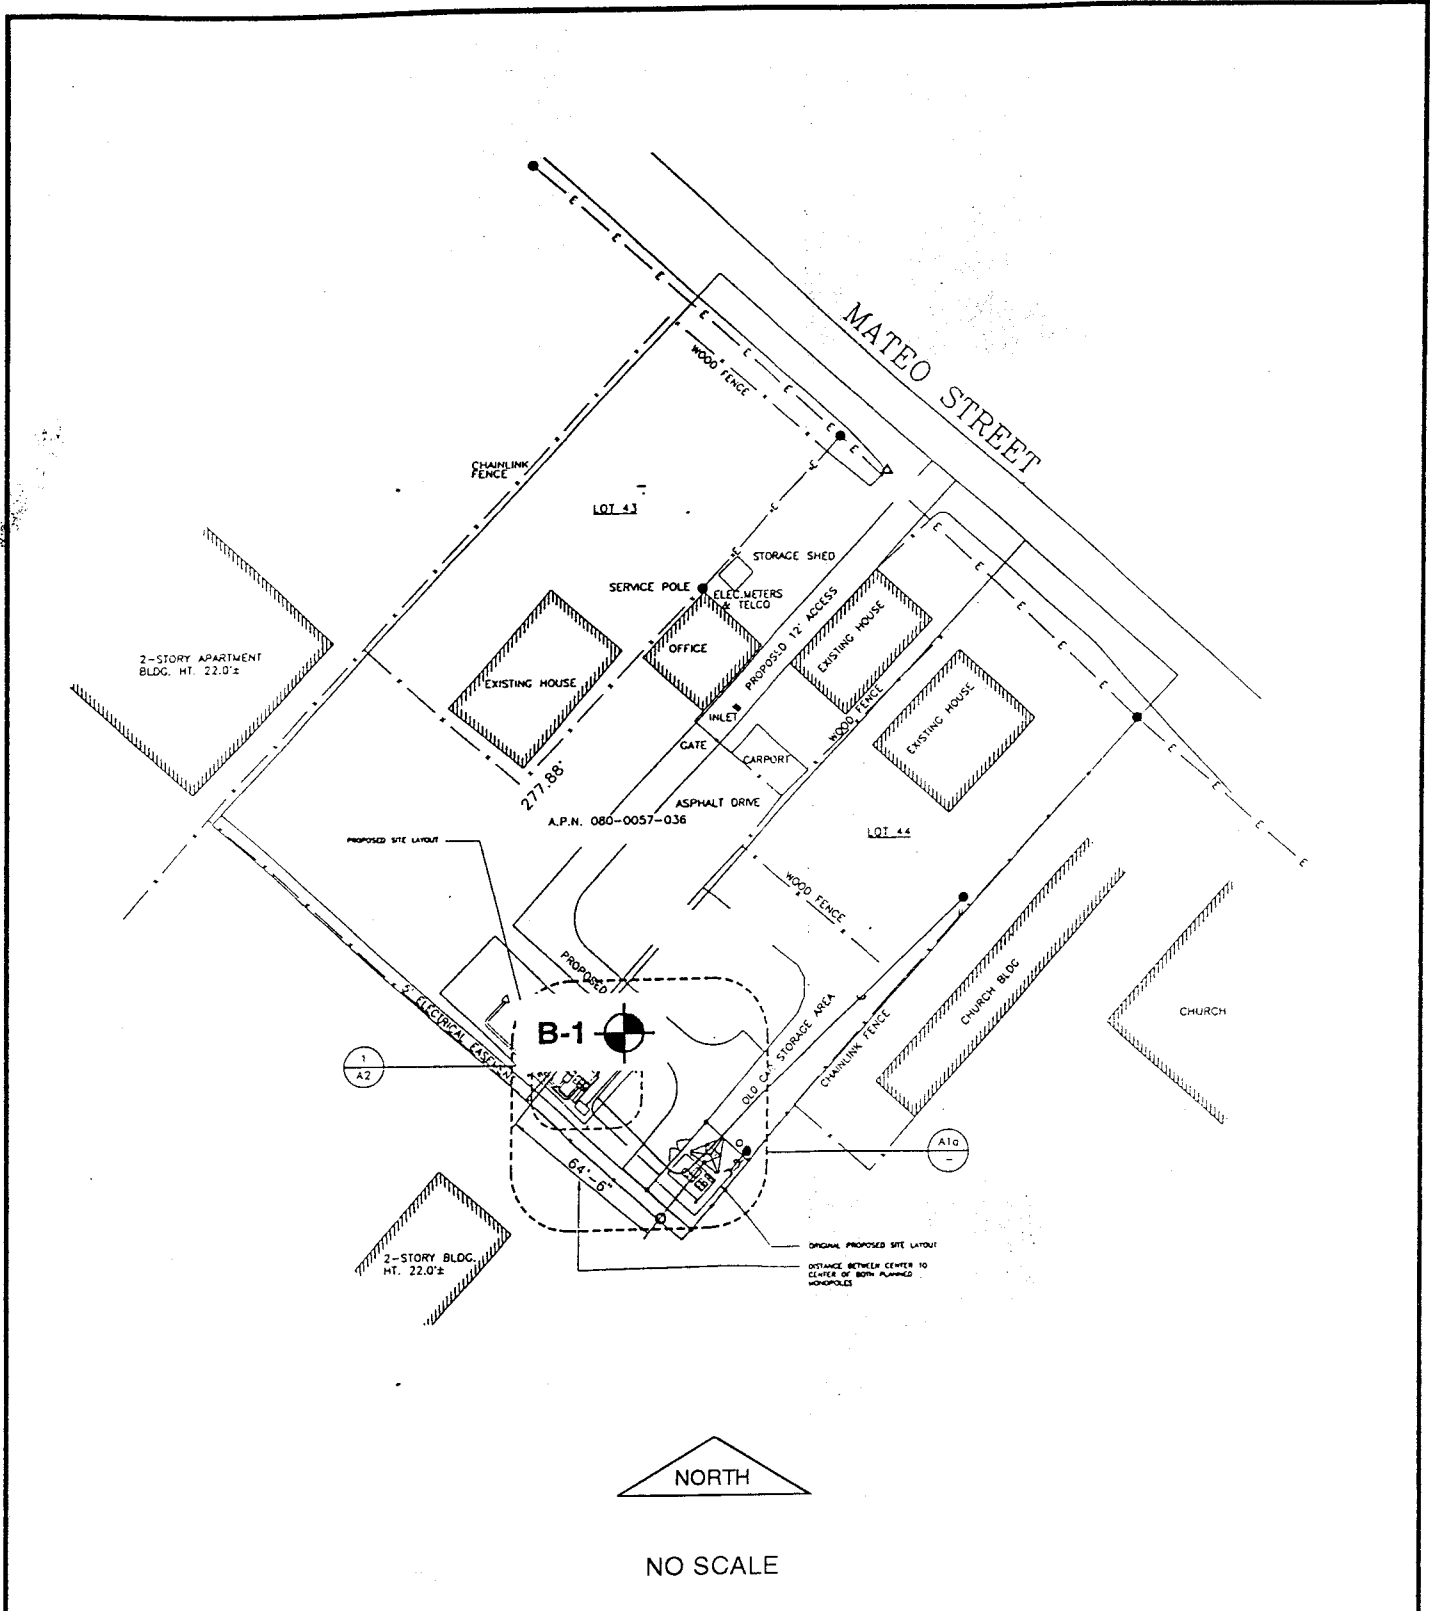 MATEO STREET
WOOD FENCE
CHAINLINK
FENCE
LOT 43
STORAGE SHED
SERVICE POLE
ELEC.METERS
& TELCO
PROPOSED 12' ACCESS
OFFICE
EXISTING HOUSE
2-STORY APARTMENT
BLDG. HT. 22.0'±
EXISTING HOUSE
WOOD FENCE
EXISTING HOUSE
INLET
GATE
CARPORT
277.88'
ASPHALT DRIVE
A.P.N. 080-0057-036
LOT 44
PROPOSED SITE LAYOUT
WOOD FENCE
PROPOSED
5' ELECTRICAL EASEMENT
B-1
OLD CAR STORAGE AREA
CHAINLINK FENCE
CHURCH BLDG
CHURCH
1
A2
A1a
-
64'-6"
2-STORY BLDG.
HT. 22.0'±
ORIGINAL PROPOSED SITE LAYOUT
DISTANCE BETWEEN CENTER TO
CENTER OF BOTH PLANNED
MONOPOLES
E E E E E E E E
E E E
E E E E E E E E
NORTH
NO SCALE